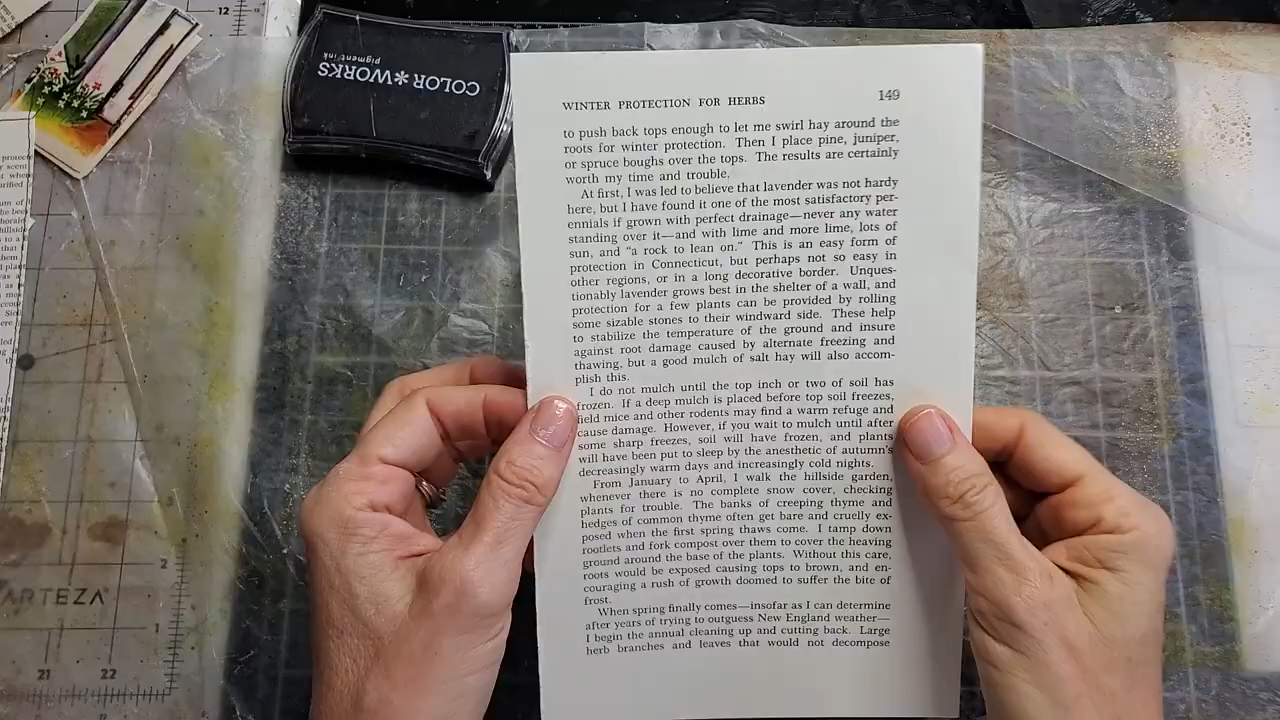 12
COLOR WORKS
pigment ink
WINTER PROTECTION FOR HERBS 149
to push back tops enough to let me swirl hay around the
roots for winter protection. Then I place pine, juniper,
or spruce boughs over the tops. The results are certainly
worth my time and trouble.
At first, I was led to believe that lavender was not hardy
here, but I have found it one of the most satisfactory per-
ennials if grown with perfect drainage—never any water
standing over it—and with lime and more lime, lots of
sun, and "a rock to lean on." This is an easy form of
protection in Connecticut, but perhaps not so easy in
other regions, or in a long decorative border. Unques-
tionably lavender grows best in the shelter of a wall, and
protection for a few plants can be provided by rolling
some sizable stones to their windward side. These help
to stabilize the temperature of the ground and insure
against root damage caused by alternate freezing and
thawing, but a good mulch of salt hay will also accom-
plish this.
I do not mulch until the top inch or two of soil has
frozen. If a deep mulch is placed before top soil freezes,
field mice and other rodents may find a warm refuge and
cause damage. However, if you wait to mulch until after
some sharp freezes, soil will have frozen, and plants
will have been put to sleep by the anesthetic of autumn's
decreasingly warm days and increasingly cold nights.
From January to April, I walk the hillside garden,
whenever there is no complete snow cover, checking
plants for trouble. The banks of creeping thyme and
hedges of common thyme often get bare and cruelly ex-
posed when the first spring thaws come. I tamp down
rootlets and fork compost over them to cover the heaving
ground around the base of the plants. Without this care,
roots would be exposed causing tops to brown, and en-
couraging a rush of growth doomed to suffer the bite of
frost.
When spring finally comes—insofar as I can determine
after years of trying to outguess New England weather—
I begin the annual cleaning up and cutting back. Large
herb branches and leaves that would not decompose
ARTEZA
2
1
21 22